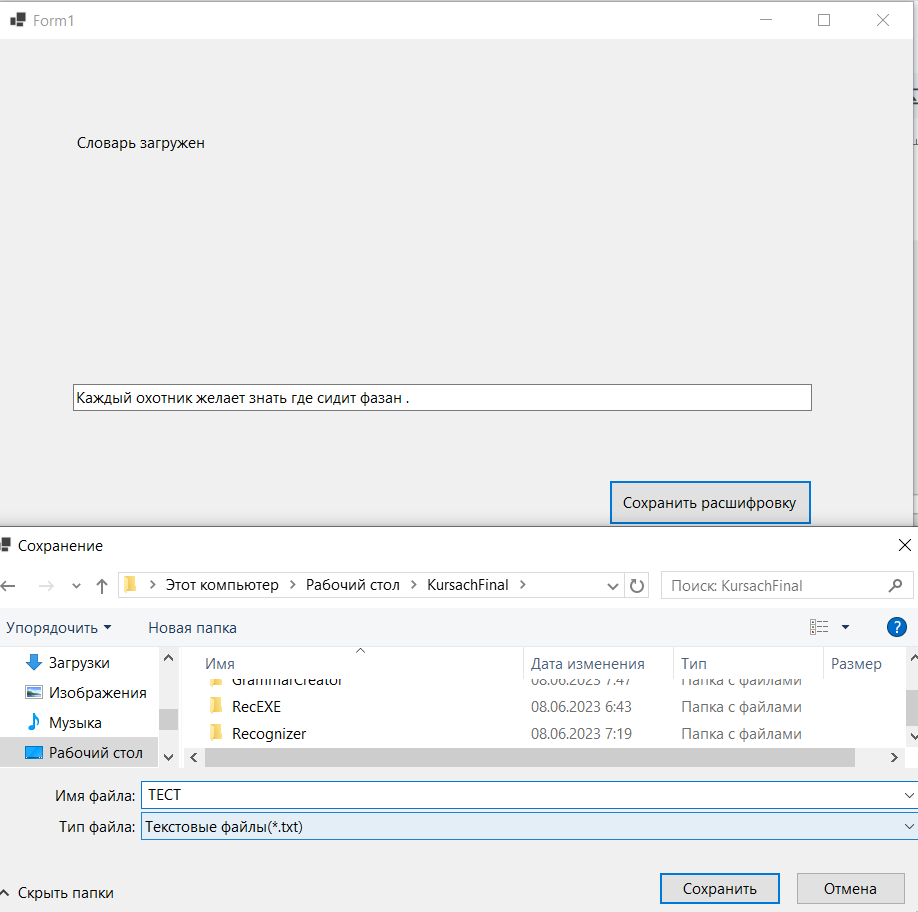 Form1
Словарь загружен
Каждый охотник желает знать где сидит фазан .
Сохранить расшифровку
Сохранение
Этот компьютер > Рабочий стол > KursachFinal >
Поиск: KursachFinal
Упорядочить
Новая папка
?
Загрузки
Изображения
Музыка
Рабочий стол
Имя Дата изменения Тип Размер
GrammarCreator 08.06.2023 7:47 Папка с файлами
RecEXE 08.06.2023 6:43 Папка с файлами
Recognizer 08.06.2023 7:19 Папка с файлами
Имя файла: ТЕСТ
Тип файла: Текстовые файлы(*.txt)
Скрыть папки
Сохранить
Отмена